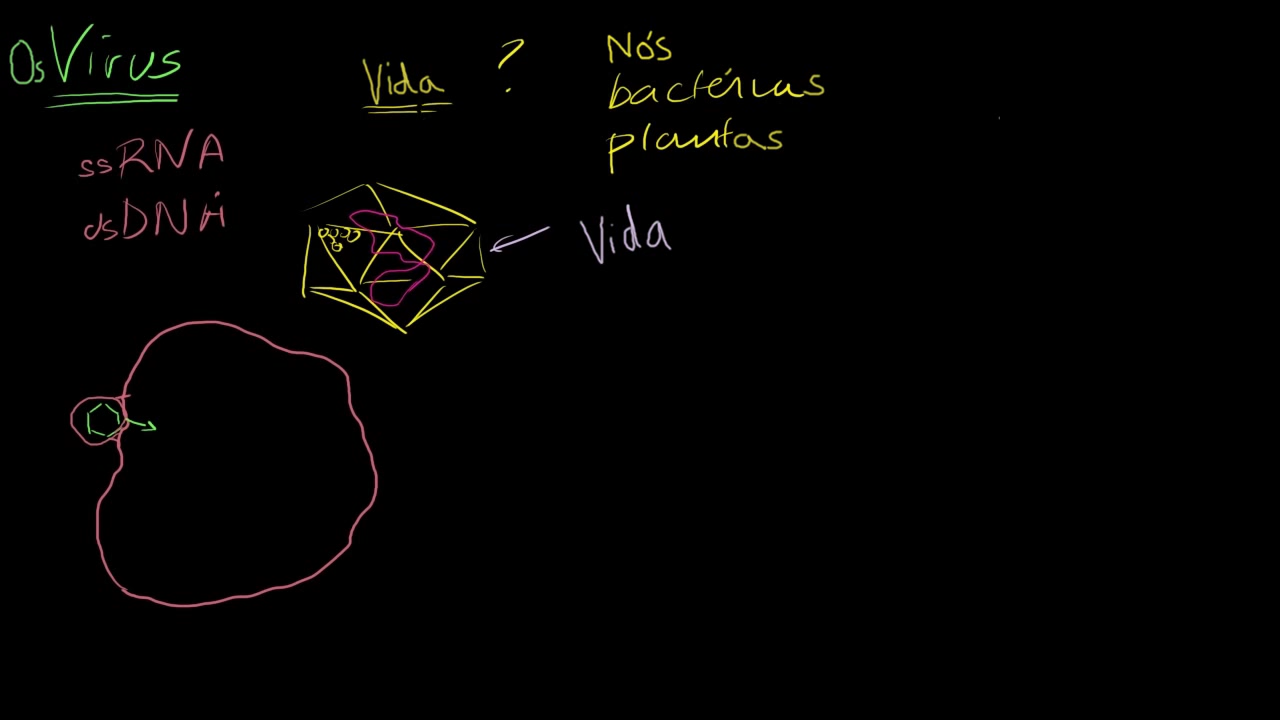 Os Vírus
Vida ?
Nós
bactérias
plantas
ssRNA
dsDNA
Vida